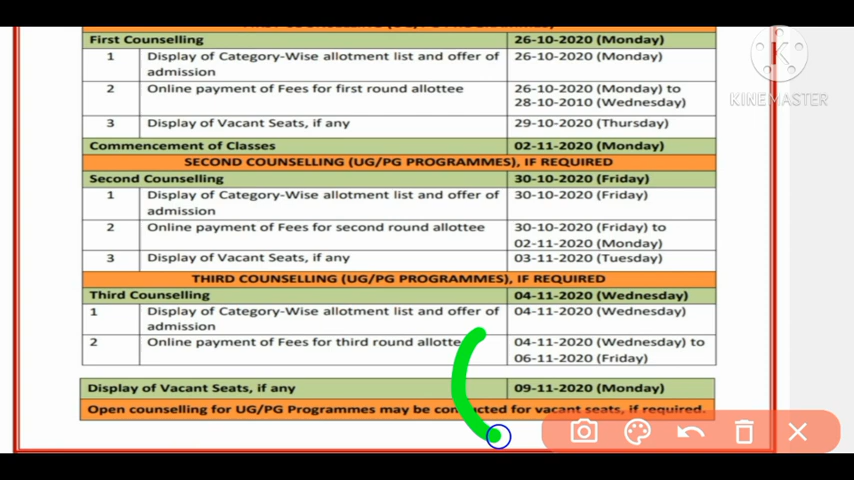 FIRST COUNSELLING (UG/PG PROGRAMMES)
First Counselling 26-10-2020 (Monday)
1 Display of Category-Wise allotment list and offer of admission 26-10-2020 (Monday)
2 Online payment of Fees for first round allottee 26-10-2020 (Monday) to 28-10-2010 (Wednesday)
3 Display of Vacant Seats, if any 29-10-2020 (Thursday)
Commencement of Classes 02-11-2020 (Monday)
SECOND COUNSELLING (UG/PG PROGRAMMES), IF REQUIRED
Second Counselling 30-10-2020 (Friday)
1 Display of Category-Wise allotment list and offer of admission 30-10-2020 (Friday)
2 Online payment of Fees for second round allottee 30-10-2020 (Friday) to 02-11-2020 (Monday)
3 Display of Vacant Seats, if any 03-11-2020 (Tuesday)
THIRD COUNSELLING (UG/PG PROGRAMMES), IF REQUIRED
Third Counselling 04-11-2020 (Wednesday)
1 Display of Category-Wise allotment list and offer of admission 04-11-2020 (Wednesday)
2 Online payment of Fees for third round allottee 04-11-2020 (Wednesday) to 06-11-2020 (Friday)
Display of Vacant Seats, if any 09-11-2020 (Monday)
Open counselling for UG/PG Programmes may be conducted for vacant seats, if required.
K
KINEMASTER